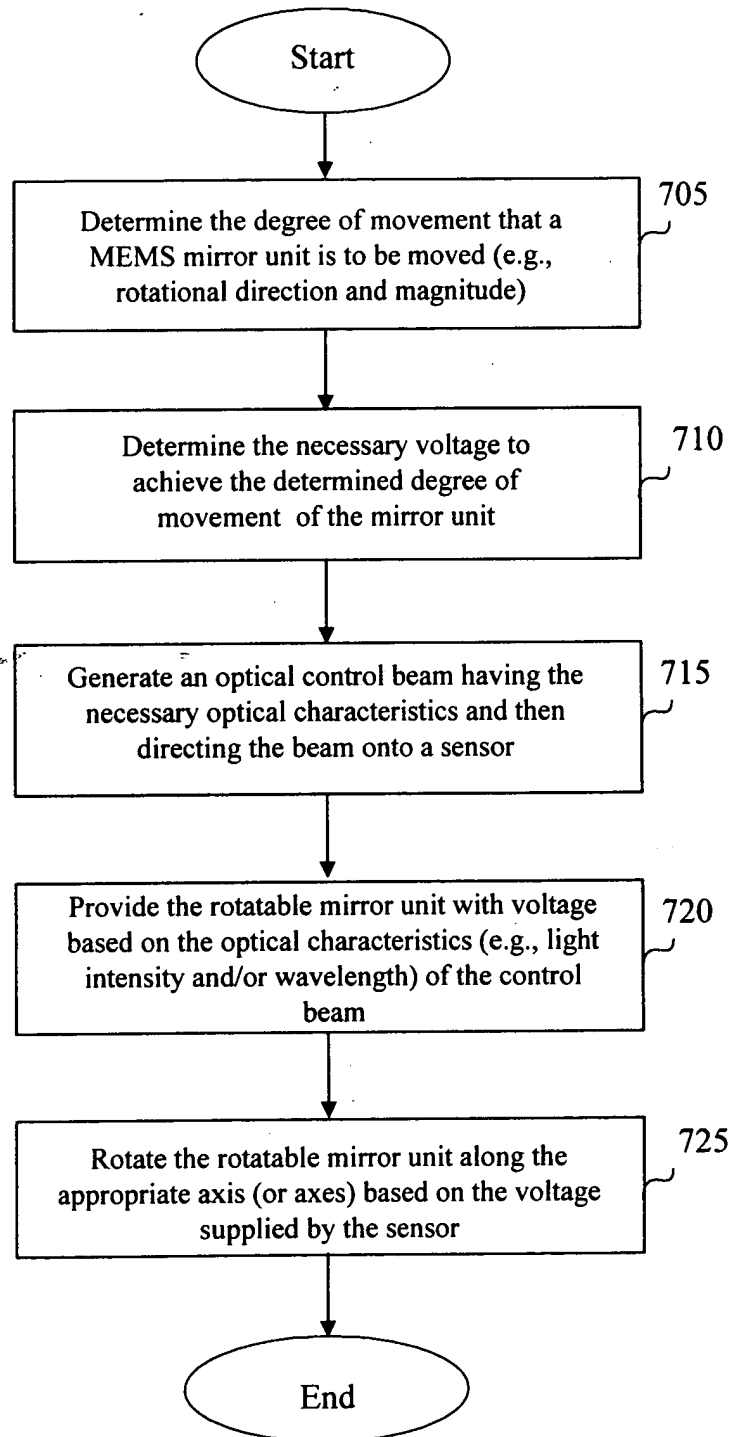 Start
705
Determine the degree of movement that a
MEMS mirror unit is to be moved (e.g.,
rotational direction and magnitude)
710
Determine the necessary voltage to
achieve the determined degree of
movement of the mirror unit
715
Generate an optical control beam having the
necessary optical characteristics and then
directing the beam onto a sensor
720
Provide the rotatable mirror unit with voltage
based on the optical characteristics (e.g., light
intensity and/or wavelength) of the control
beam
725
Rotate the rotatable mirror unit along the
appropriate axis (or axes) based on the voltage
supplied by the sensor
End